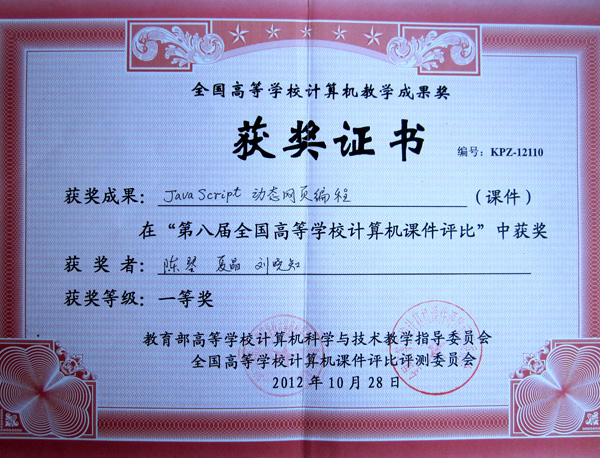 全国高等学校计算机教学成果奖
获奖证书
编号：KPZ-12110
获奖成果：JavaScript 动态网页编程（课件）
在“第八届全国高等学校计算机课件评比”中获奖
获奖者：陈琴 夏晶 刘晓知
获奖等级：一等奖
教育部高等学校计算机科学与技术教学指导委员会
全国高等学校计算机课件评比评测委员会
2012年10月28日